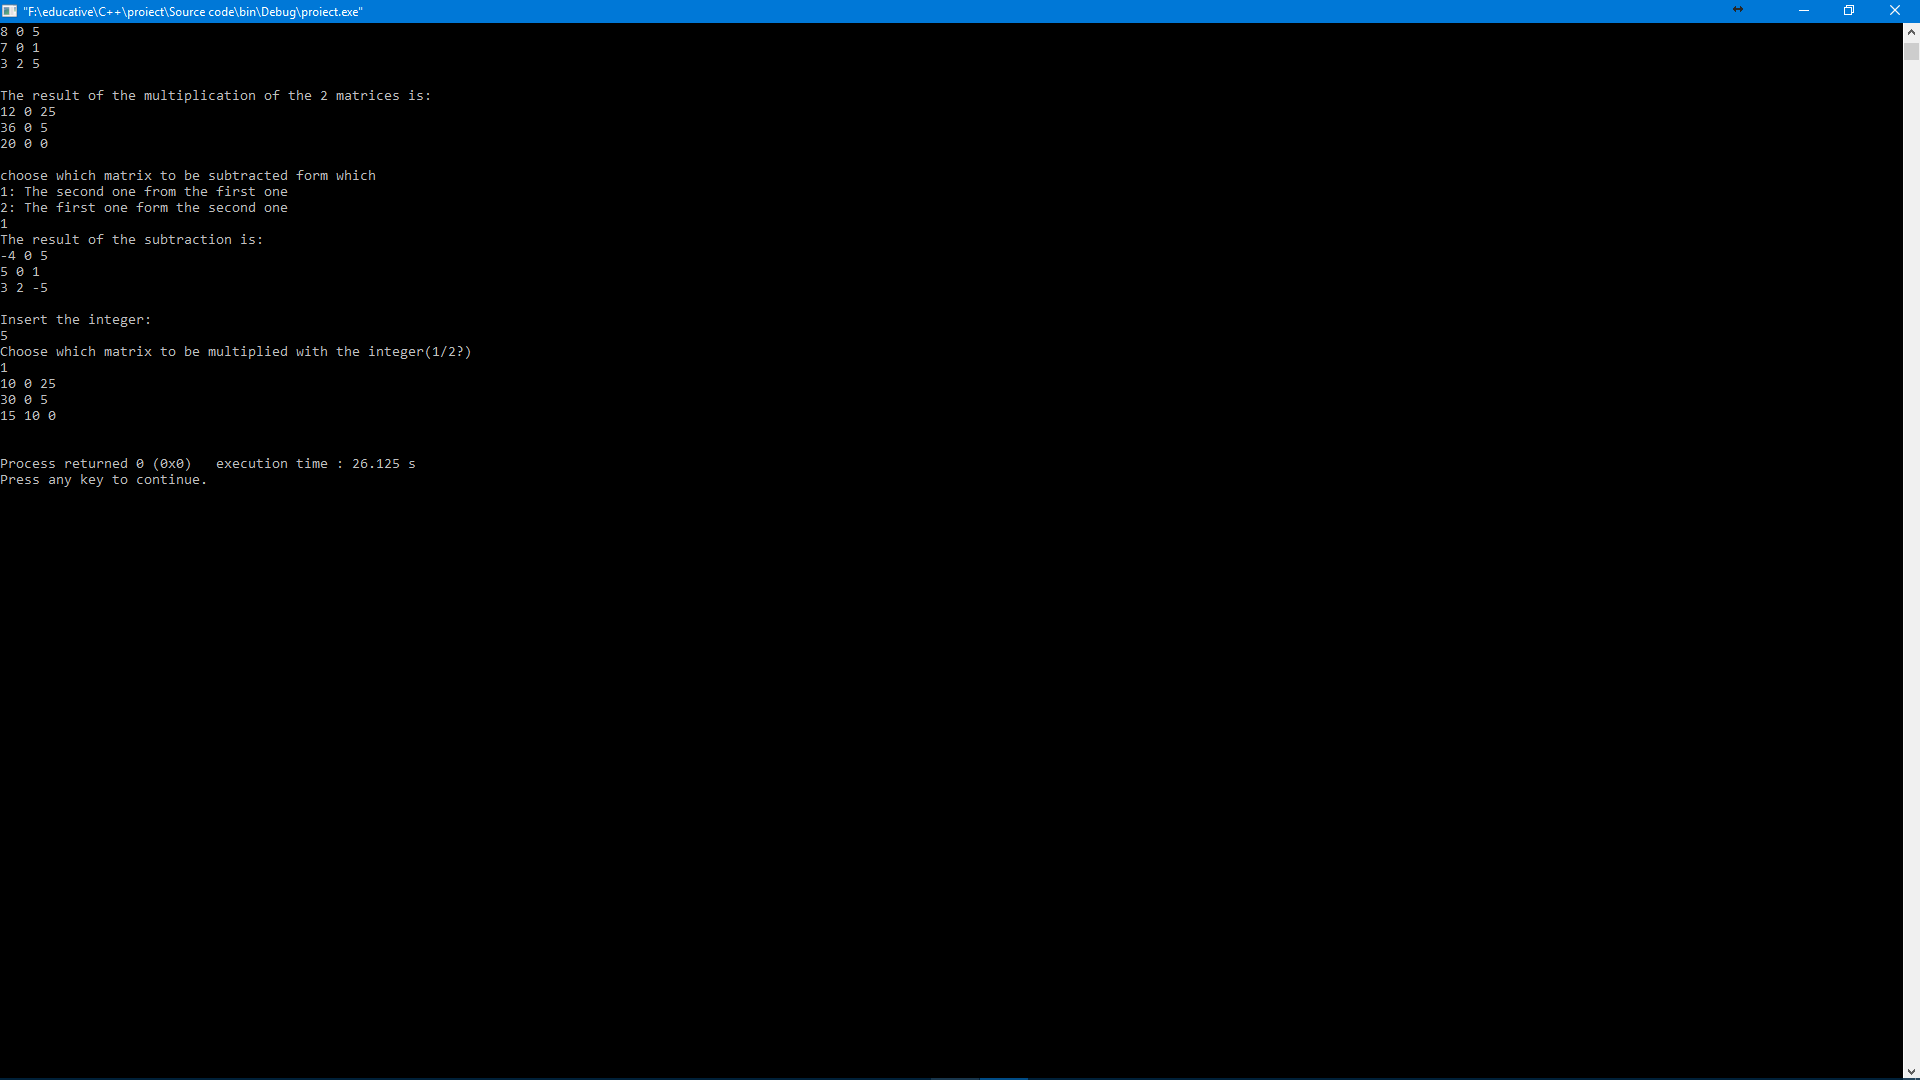 "F:\educative\C++\proiect\Source code\bin\Debug\proiect.exe"
8 0 5
7 0 1
3 2 5
The result of the multiplication of the 2 matrices is:
12 0 25
36 0 5
20 0 0
choose which matrix to be subtracted form which
1: The second one from the first one
2: The first one form the second one
1
The result of the subtraction is:
-4 0 5
5 0 1
3 2 -5
Insert the integer:
5
Choose which matrix to be multiplied with the integer(1/2?)
1
10 0 25
30 0 5
15 10 0
Process returned 0 (0x0)   execution time : 26.125 s
Press any key to continue.